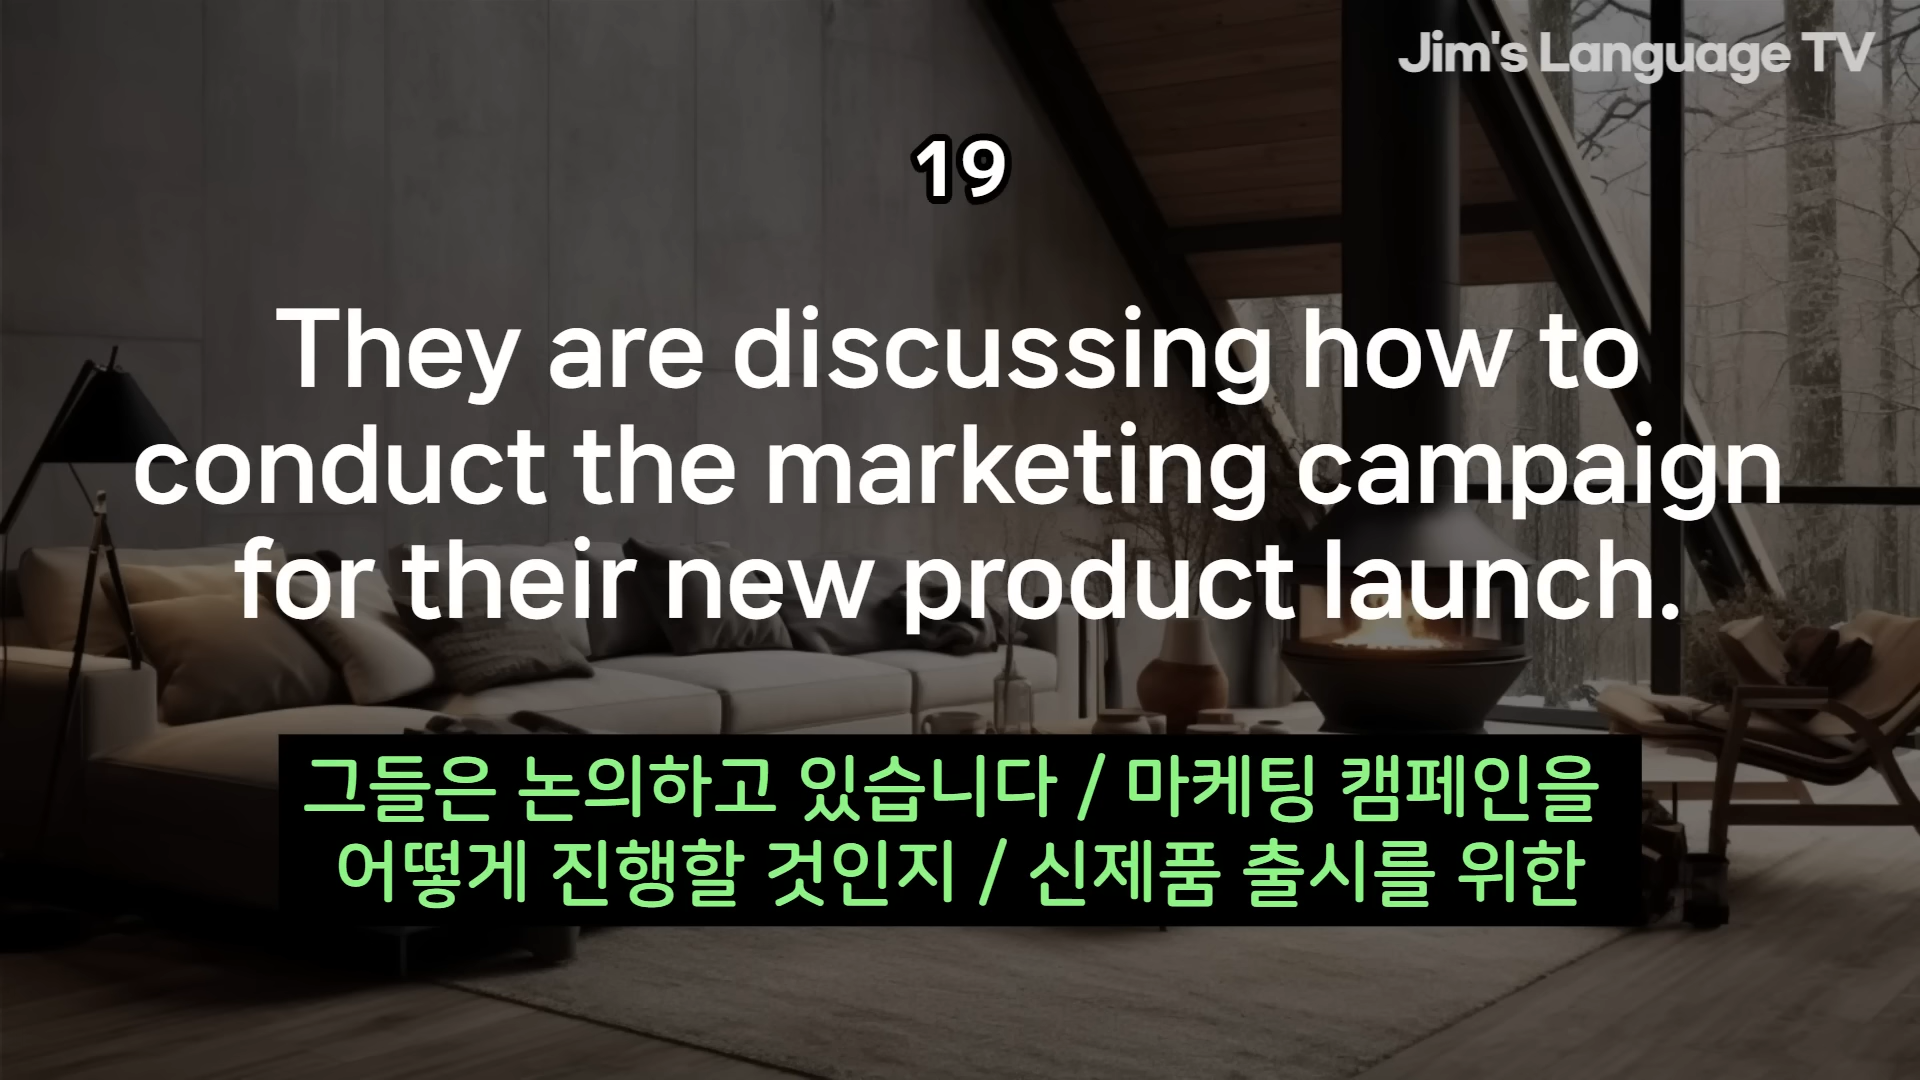 Jim's Language TV
19
They are discussing how to
conduct the marketing campaign
for their new product launch.
그들은 논의하고 있습니다 / 마케팅 캠페인을
어떻게 진행할 것인지 / 신제품 출시를 위한